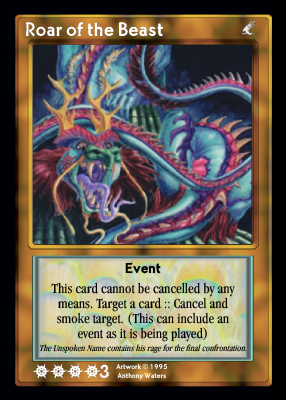 Roar of the Beast
Event
This card cannot be cancelled by any
means. Target a card :: Cancel and
smoke target. (This can include an
event as it is being played)
The Unspoken Name contains his rage for the final confrontation.
3
Artwork © 1995
Anthony Waters